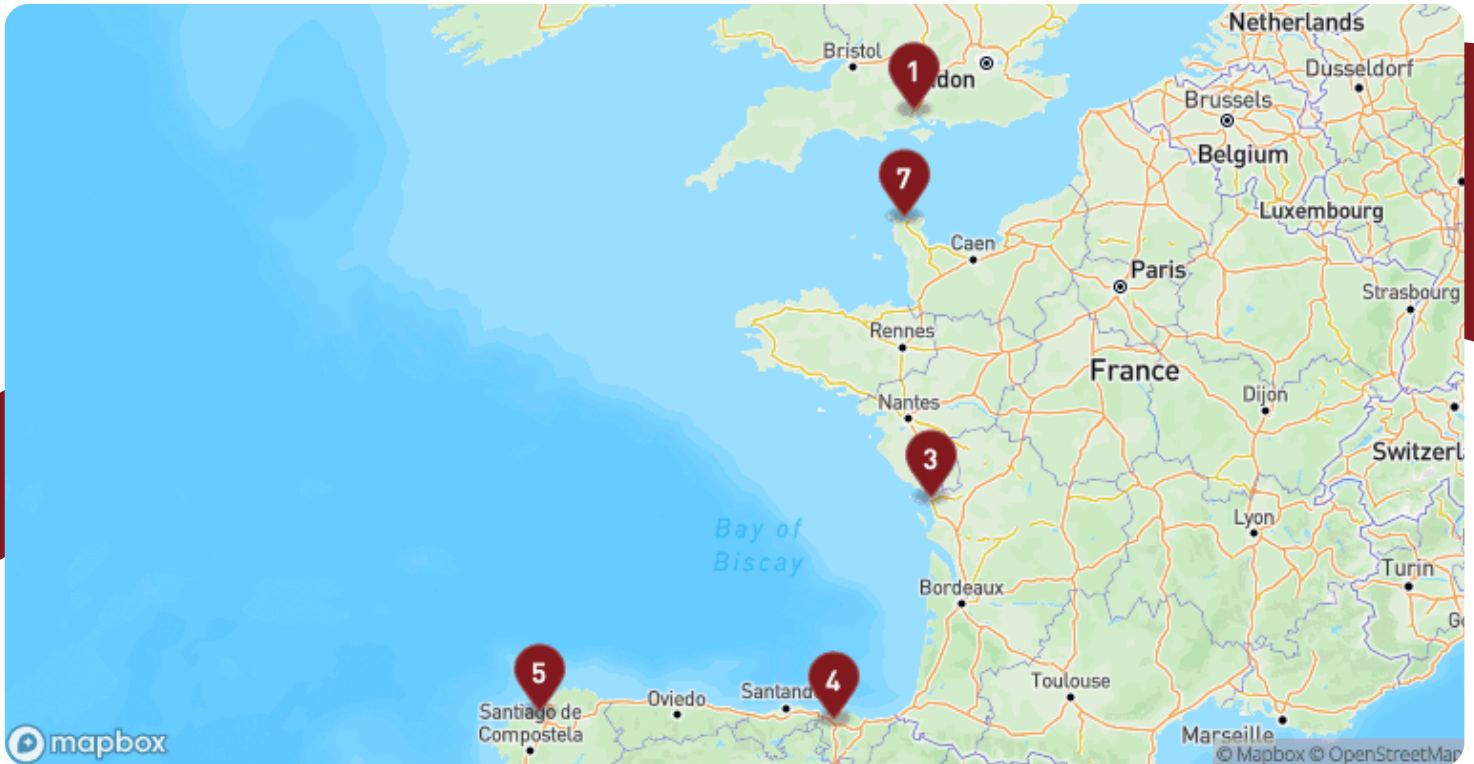 Netherlands
Bristol
1
don
Dusseldorf
Brussels
Belgium
7
Luxembourg
Caen
Paris
Strasbourg
Rennes
France
Dijon
Nantes
Switzerl
3
Lyon
Bay of
Biscay
Turin
Bordeaux
5
4
Toulouse
Oviedo
Santand
Santiago de
Compostela
Marseille
mapbox
© Mapbox © OpenStreetMap